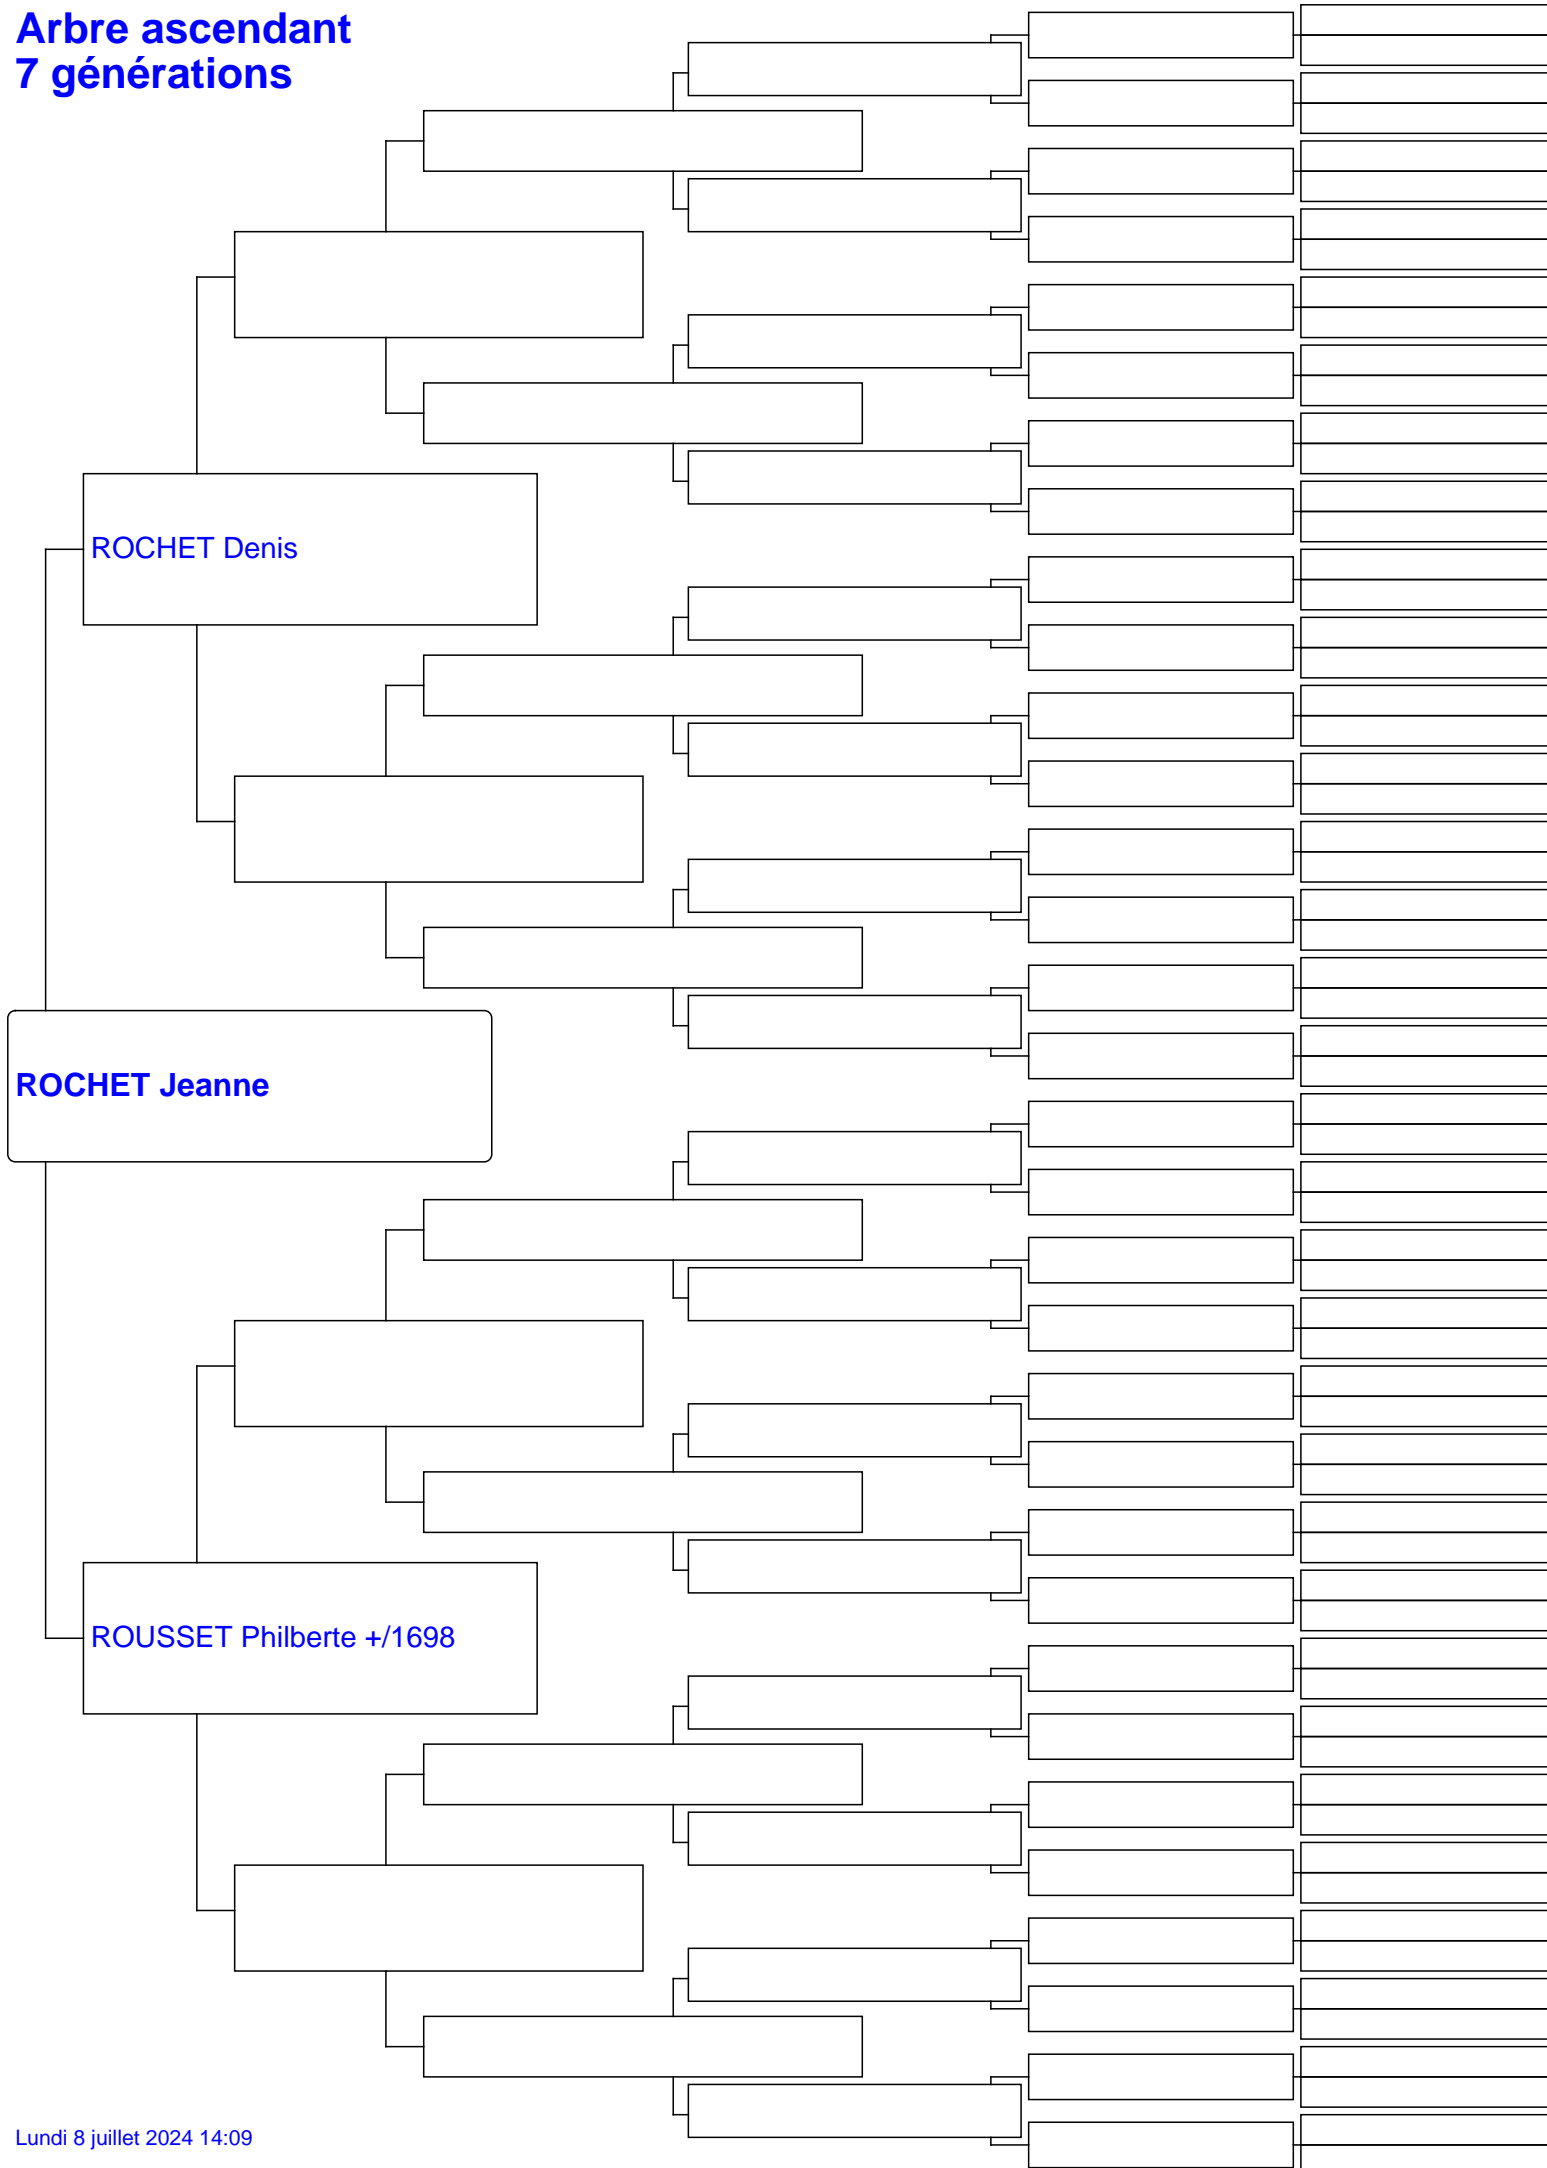 Arbre ascendant
7 générations
ROCHET Denis
ROCHET Jeanne
ROUSSET Philberte +/1698
Lundi 8 juillet 2024 14:09